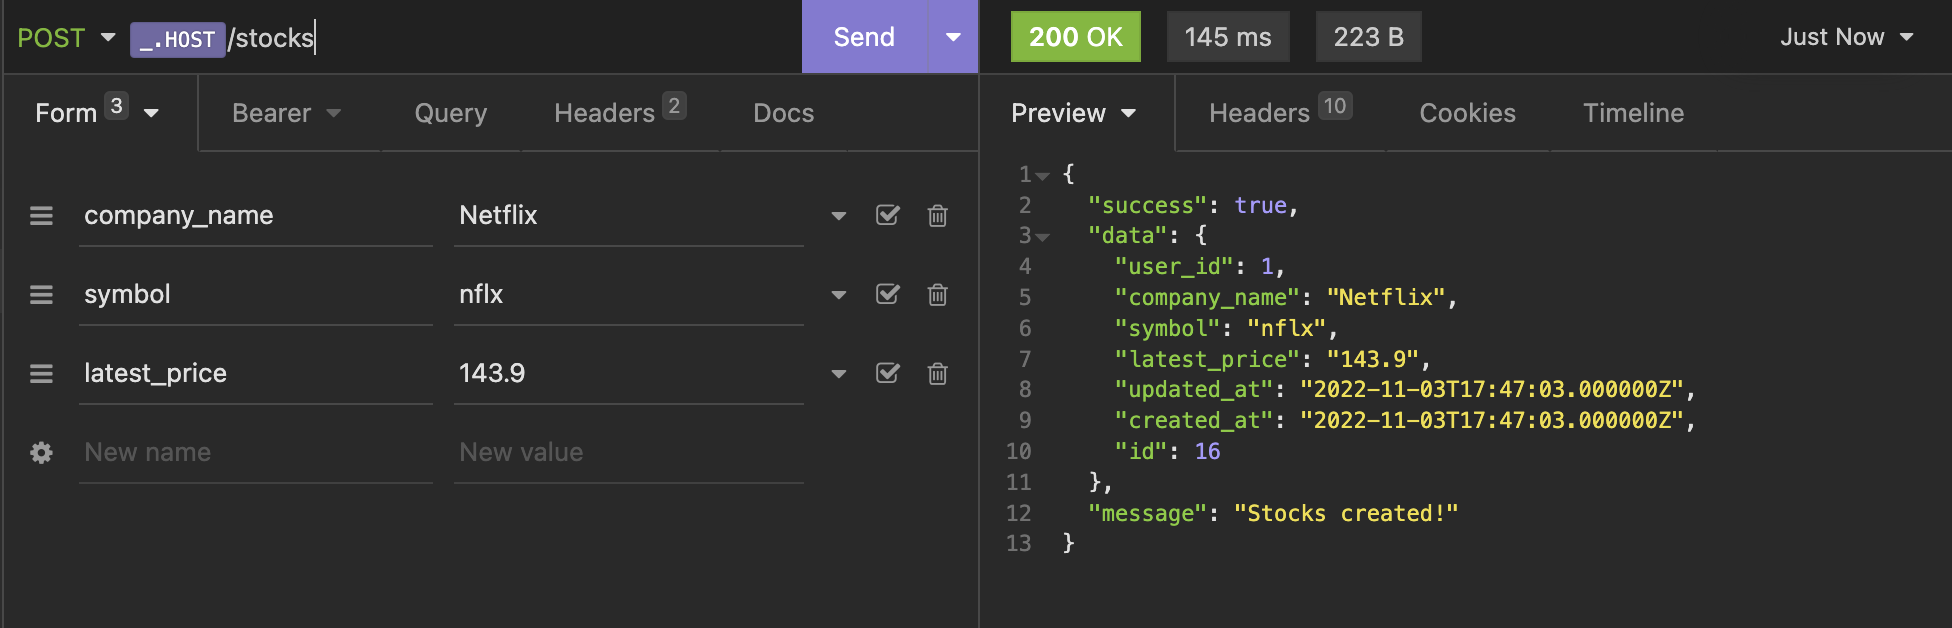 POST _.HOST /stocks Send
Form 3 Bearer Query Headers 2 Docs
company_name Netflix
symbol nflx
latest_price 143.9
New name New value
200 OK 145 ms 223 B Just Now
Preview Headers 10 Cookies Timeline
1 {
2 "success": true,
3 "data": {
4 "user_id": 1,
5 "company_name": "Netflix",
6 "symbol": "nflx",
7 "latest_price": "143.9",
8 "updated_at": "2022-11-03T17:47:03.000000Z",
9 "created_at": "2022-11-03T17:47:03.000000Z",
10 "id": 16
11 },
12 "message": "Stocks created!"
13 }